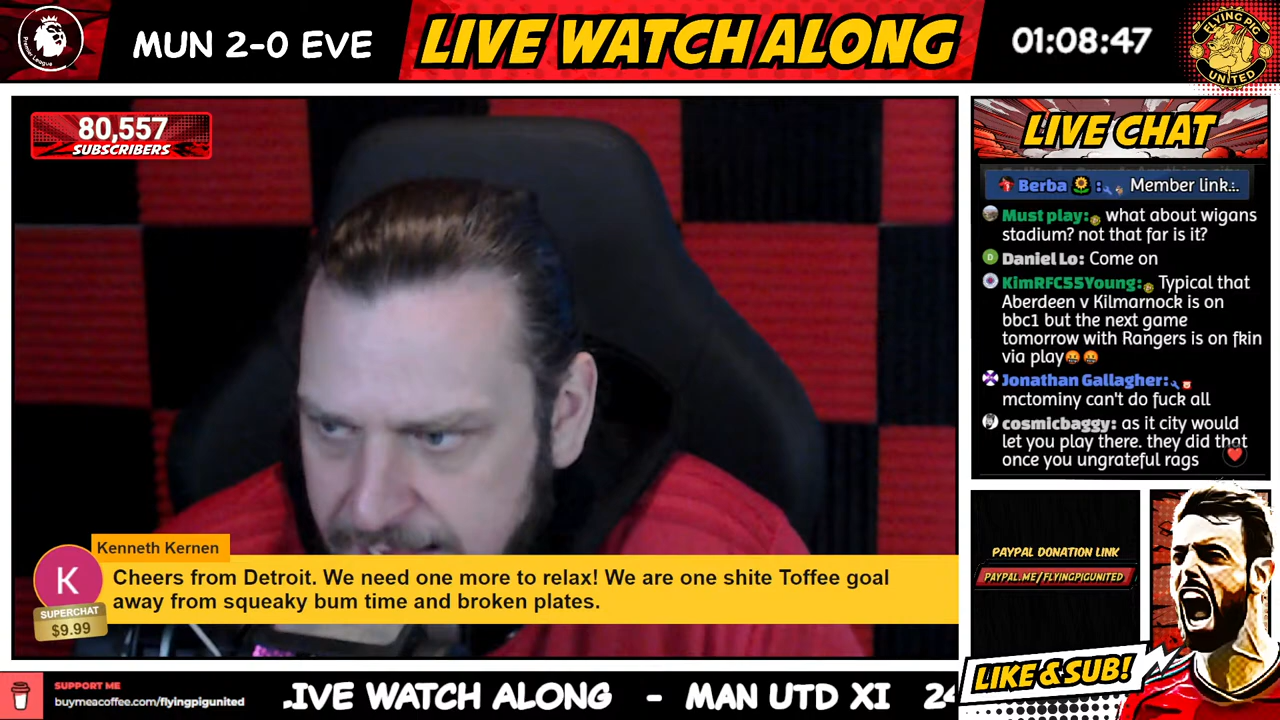 Premier League
MUN 2-0 EVE
LIVE WATCH ALONG
01:08:47
FLYING PIG
UNITED
80,557
SUBSCRIBERS
LIVE CHAT
Berba 🌻: Member link...
Must play: what about wigans
stadium? not that far is it?
D
Daniel Lo: Come on
KimRFC55Young: Typical that
Aberdeen v Kilmarnock is on
bbc1 but the next game
tomorrow with Rangers is on fkin
via play🤬🤬
Jonathan Gallagher:
mctominy can't do fuck all
cosmicbaggy: as it city would
let you play there. they did that
once you ungrateful rags
Kenneth Kernen
K
Cheers from Detroit. We need one more to relax! We are one shite Toffee goal
away from squeaky bum time and broken plates.
SUPERCHAT
$9.99
PAYPAL DONATION LINK
PAYPAL.ME/FLYINGPIGUNITED
LIKE & SUB!
SUPPORT ME
buymeacoffee.com/flyingpigunited
.IVE WATCH ALONG - MAN UTD XI 24